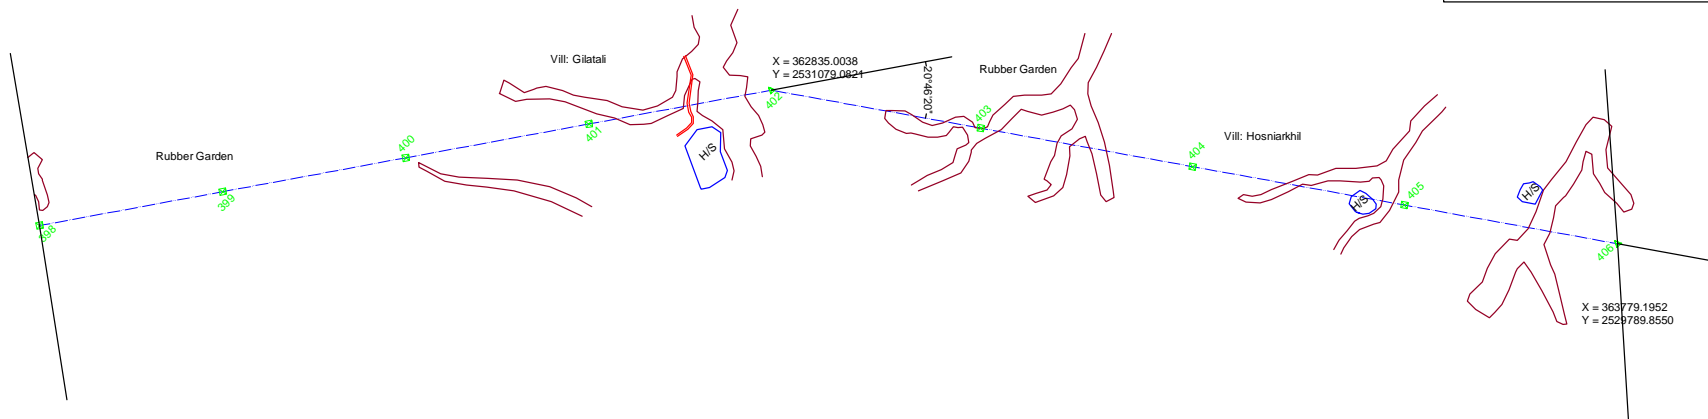 Vill: Gilatali
X = 362835.0038
Y = 2531079.0821
20°46'20"
Rubber Garden
Rubber Garden
Vill: Hosniarkhil
398
399
400
401
402
403
404
405
406
H/S
H/S
H/S
X = 363779.1952
Y = 2529789.8550